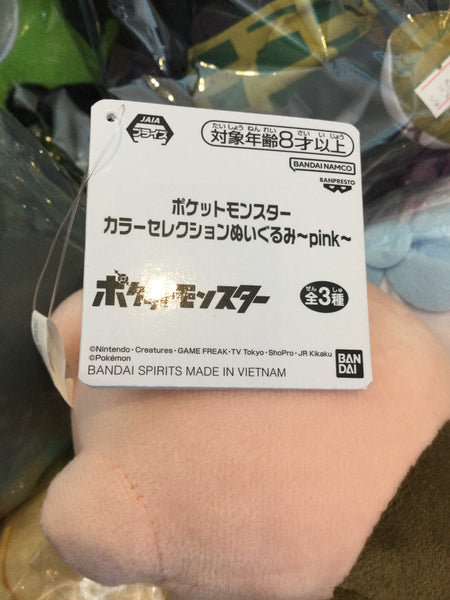 JAIA
プライズ
たいしょう ねんれい さい い じょう
対象年齢8才以上
BANDAI NAMCO
BANPRESTO
ポケットモンスター
カラーセレクションぬいぐるみ~pink~
ポケットモンスター
ぜん しゅ
全3種
©Nintendo・Creatures・GAME FREAK・TV Tokyo・ShoPro・JR Kikaku
©Pokémon
BANDAI SPIRITS MADE IN VIETNAM
BAN
DAI